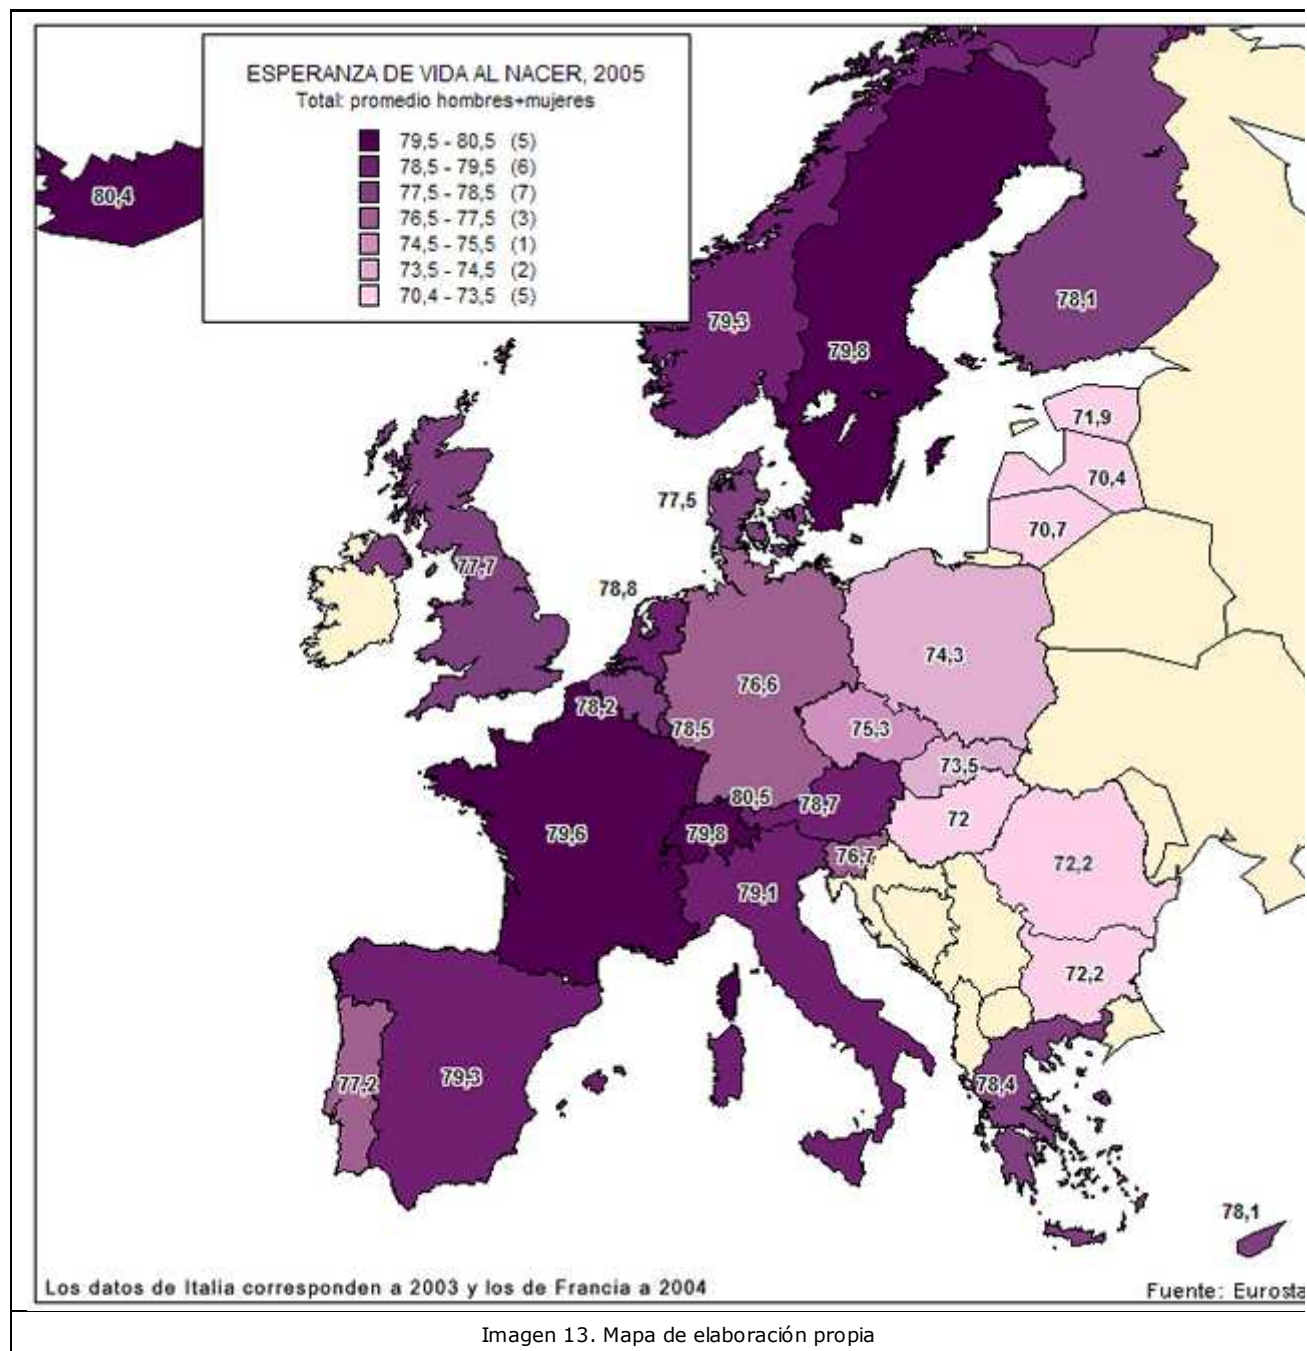 ESPERANZA DE VIDA AL NACER, 2005
Total: promedio hombres+mujeres
79,5 - 80,5 (5)
78,5 - 79,5 (6)
77,5 - 78,5 (7)
76,5 - 77,5 (3)
74,5 - 75,5 (1)
73,5 - 74,5 (2)
70,4 - 73,5 (5)
80,4
79,3
79,8
78,1
71,9
70,4
70,7
77,5
77,7
78,8
74,3
76,6
78,2
78,5
75,3
73,5
80,5
78,7
79,6
79,8
72
76,7
72,2
79,1
72,2
77,2
79,3
78,4
78,1
Los datos de Italia corresponden a 2003 y los de Francia a 2004
Fuente: Eurosta
Imagen 13. Mapa de elaboración propia